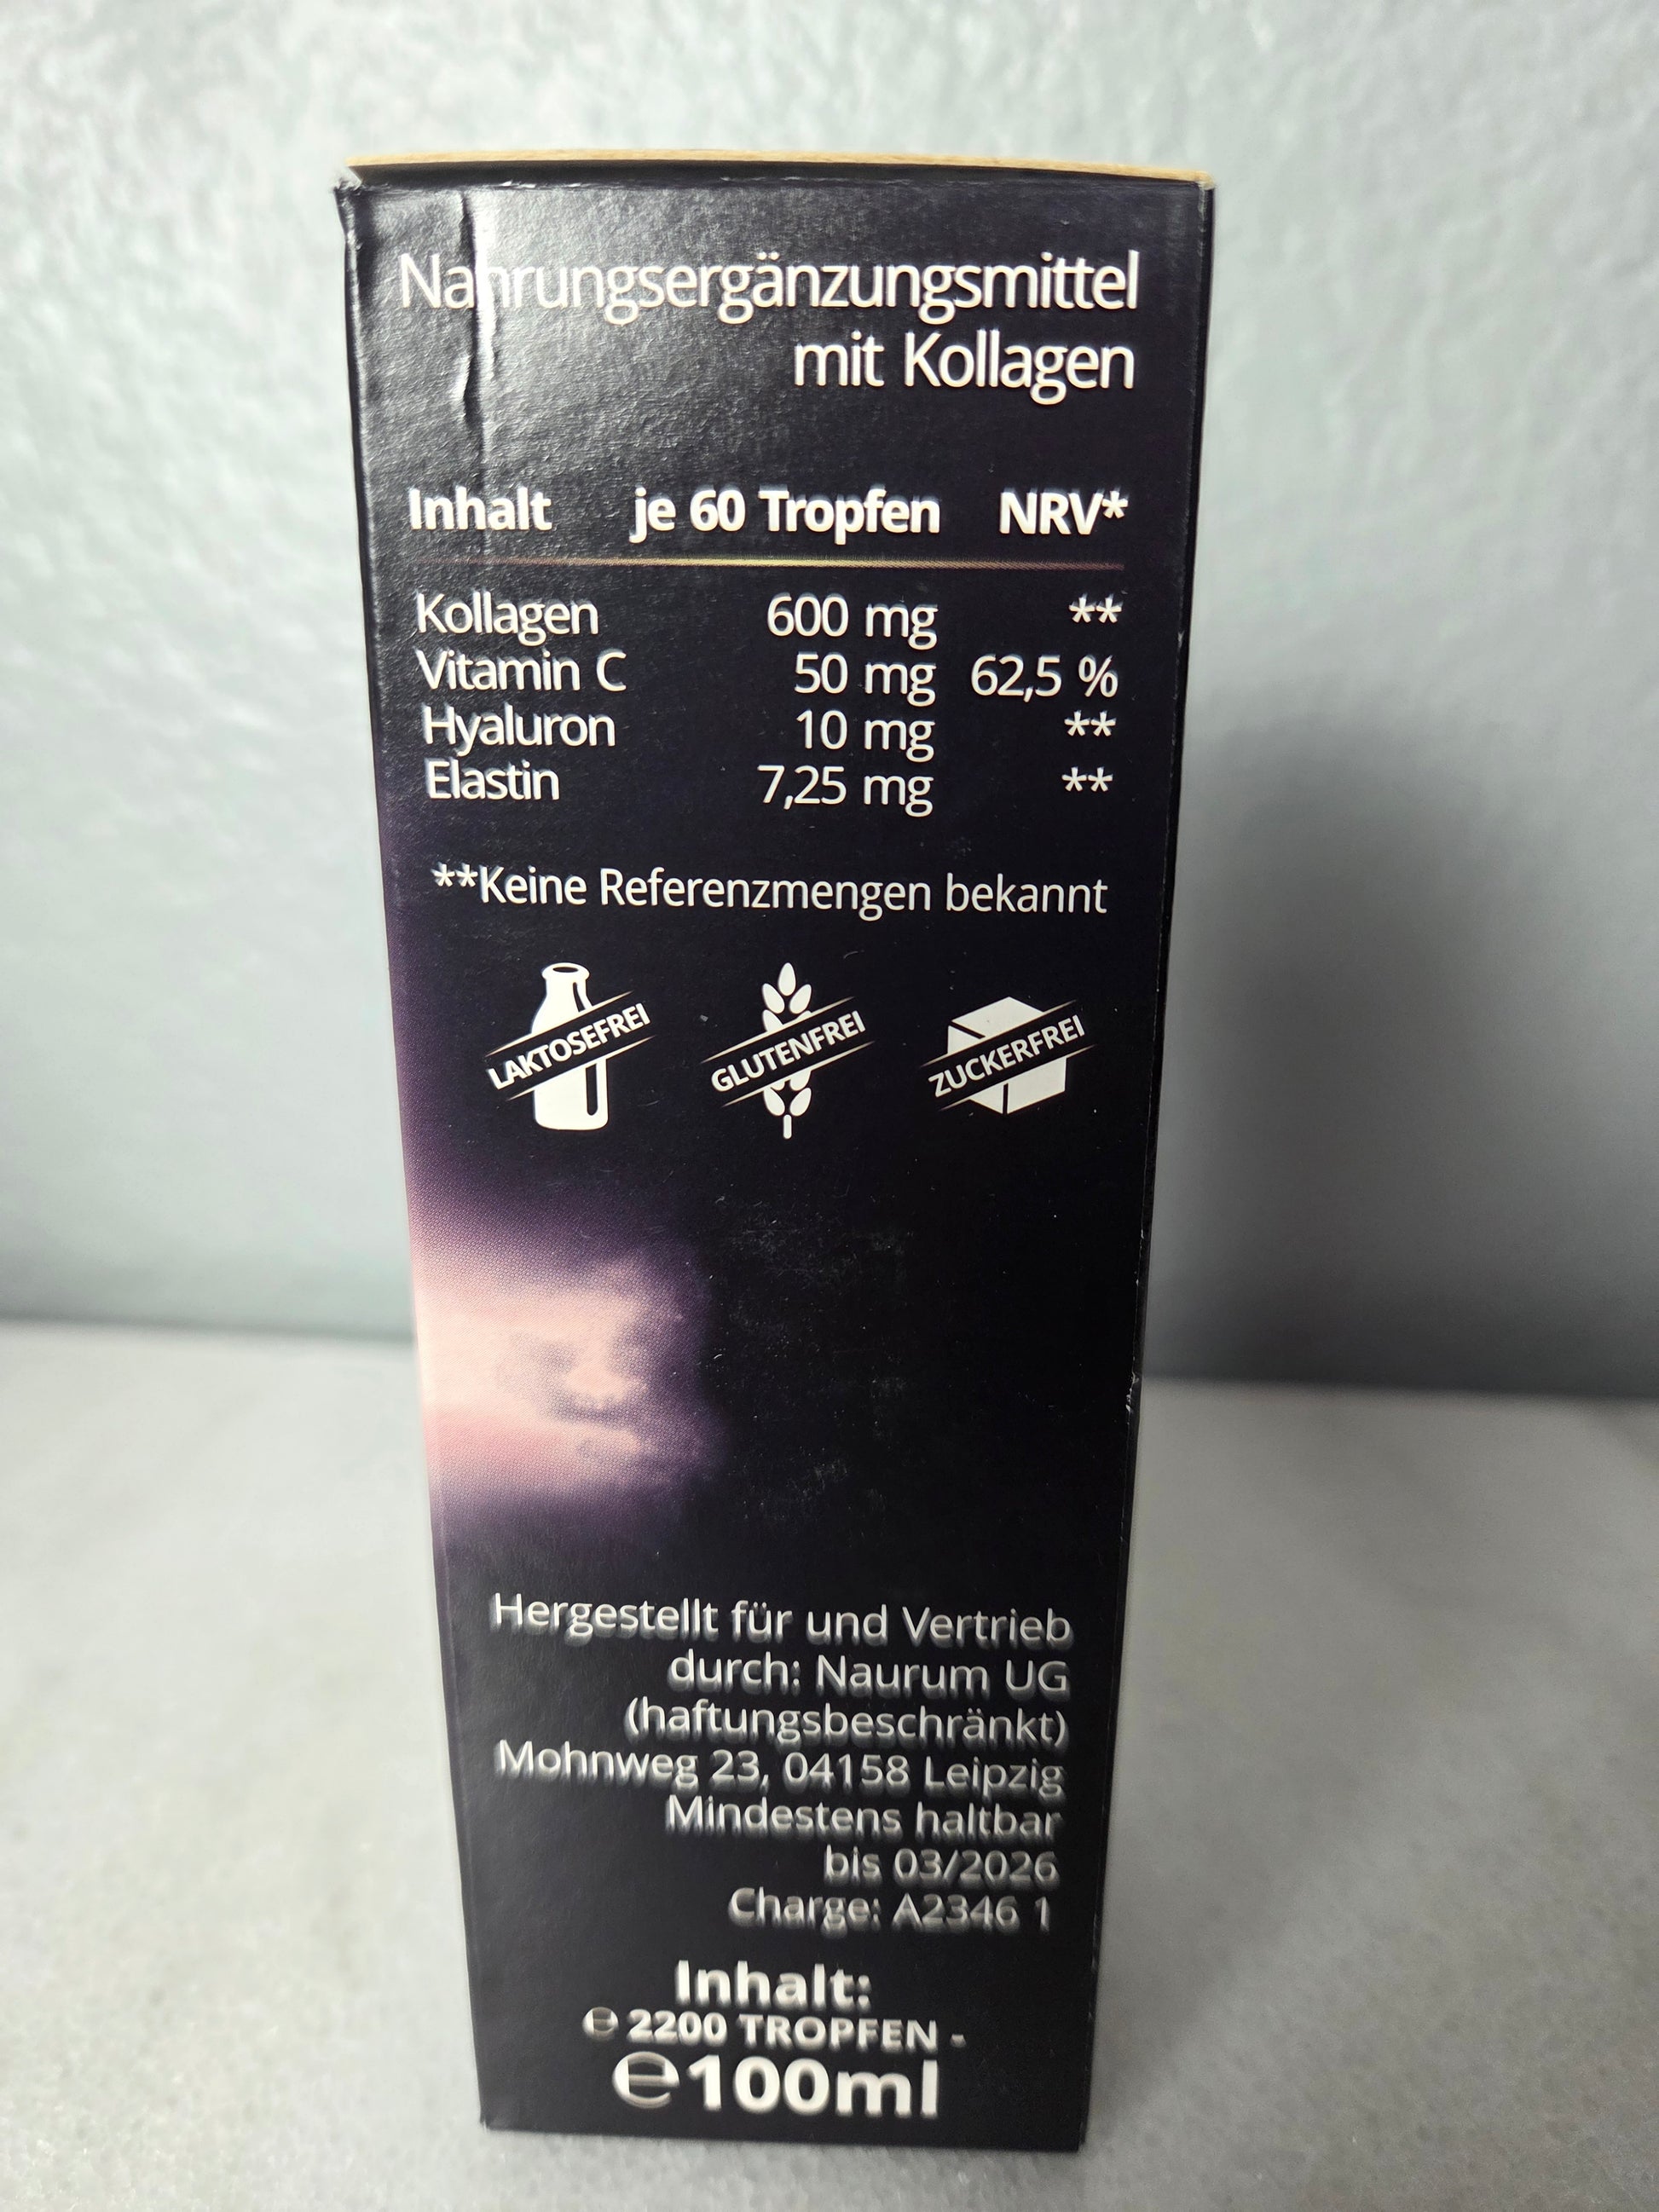 Nahrungsergänzungsmittel
mit Kollagen
Inhalt je 60 Tropfen NRV*
Kollagen 600 mg **
Vitamin C 50 mg 62,5 %
Hyaluron 10 mg **
Elastin 7,25 mg **
**Keine Referenzmengen bekannt
LAKTOSEFREI GLUTENFREI ZUCKERFREI
Hergestellt für und Vertrieb
durch: Naurum UG
(haftungsbeschränkt)
Mohnweg 23, 04158 Leipzig
Mindestens haltbar
bis 03/2026
Charge: A2346 1
Inhalt:
℮ 2200 TROPFEN -
℮100ml